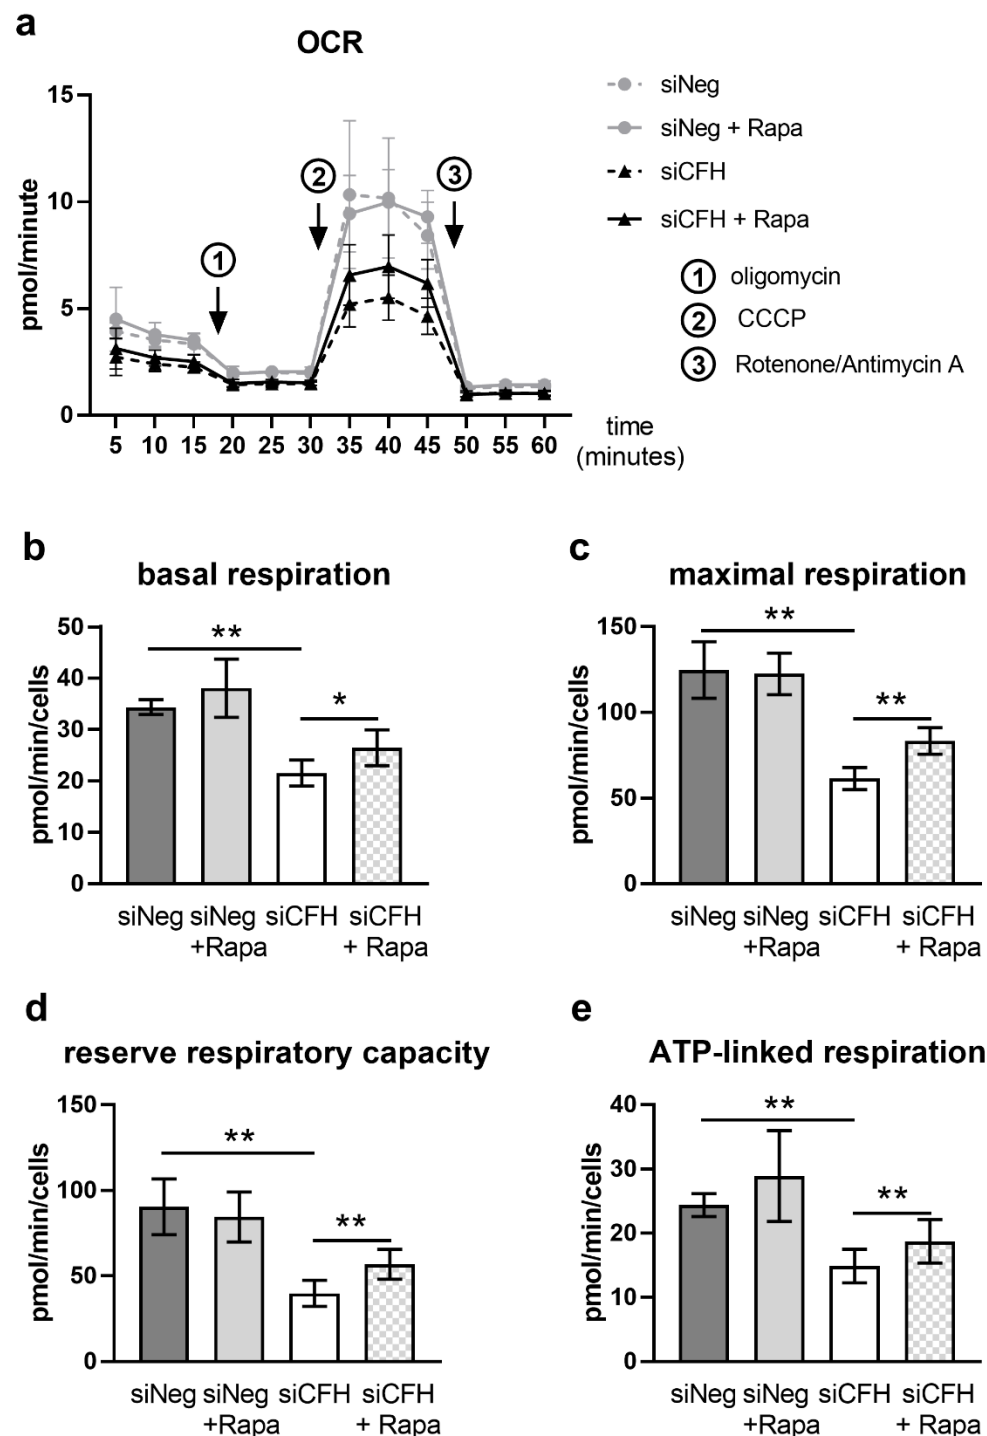 a
OCR
pmol/minute
15
10
5
0
5 10 15 20 25 30 35 40 45 50 55 60
time
(minutes)
1
2
3
siNeg
siNeg + Rapa
siCFH
siCFH + Rapa
1 oligomycin
2 CCCP
3 Rotenone/Antimycin A
b
basal respiration
pmol/min/cells
50
40
30
20
10
0
**
*
siNeg siNeg siCFH siCFH
+Rapa + Rapa
c
maximal respiration
pmol/min/cells
150
100
50
0
**
**
siNeg siNeg siCFH siCFH
+Rapa + Rapa
d
reserve respiratory capacity
pmol/min/cells
150
100
50
0
**
**
siNeg siNeg siCFH siCFH
+Rapa + Rapa
e
ATP-linked respiration
pmol/min/cells
40
30
20
10
0
**
**
siNeg siNeg siCFH siCFH
+Rapa + Rapa